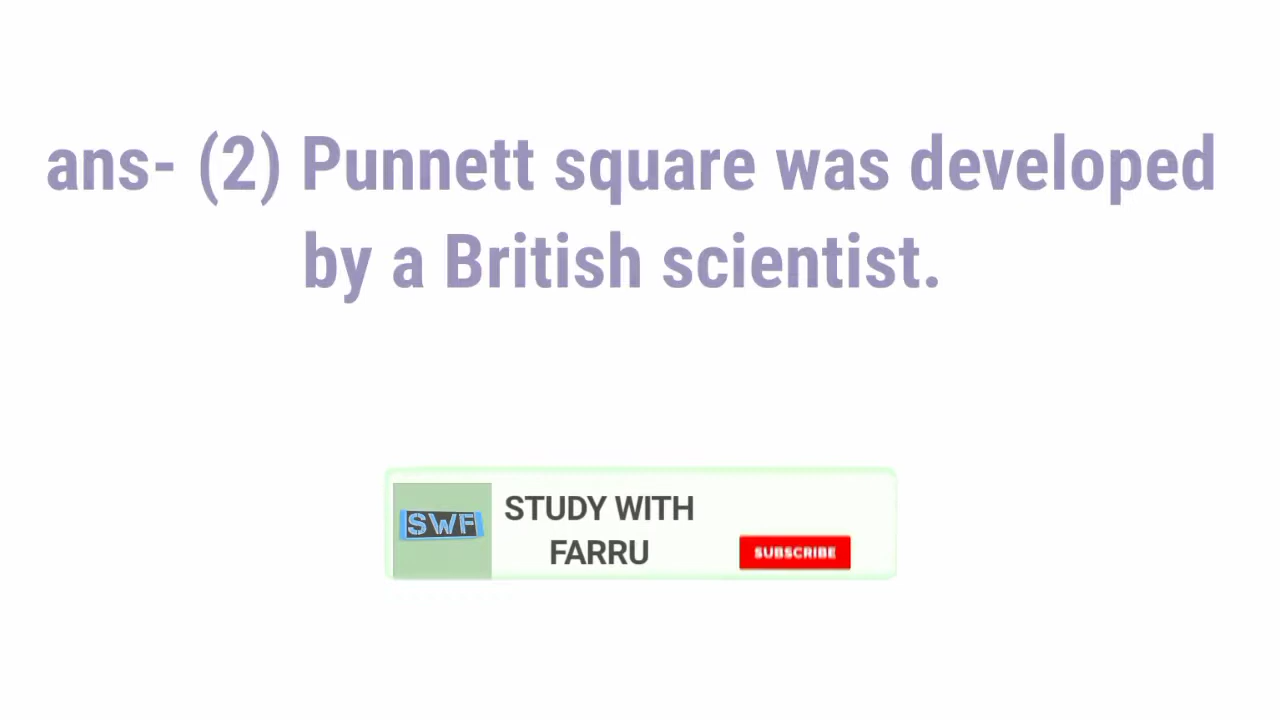 ans- (2) Punnett square was developed
by a British scientist.
SWF
STUDY WITH
FARRU
SUBSCRIBE